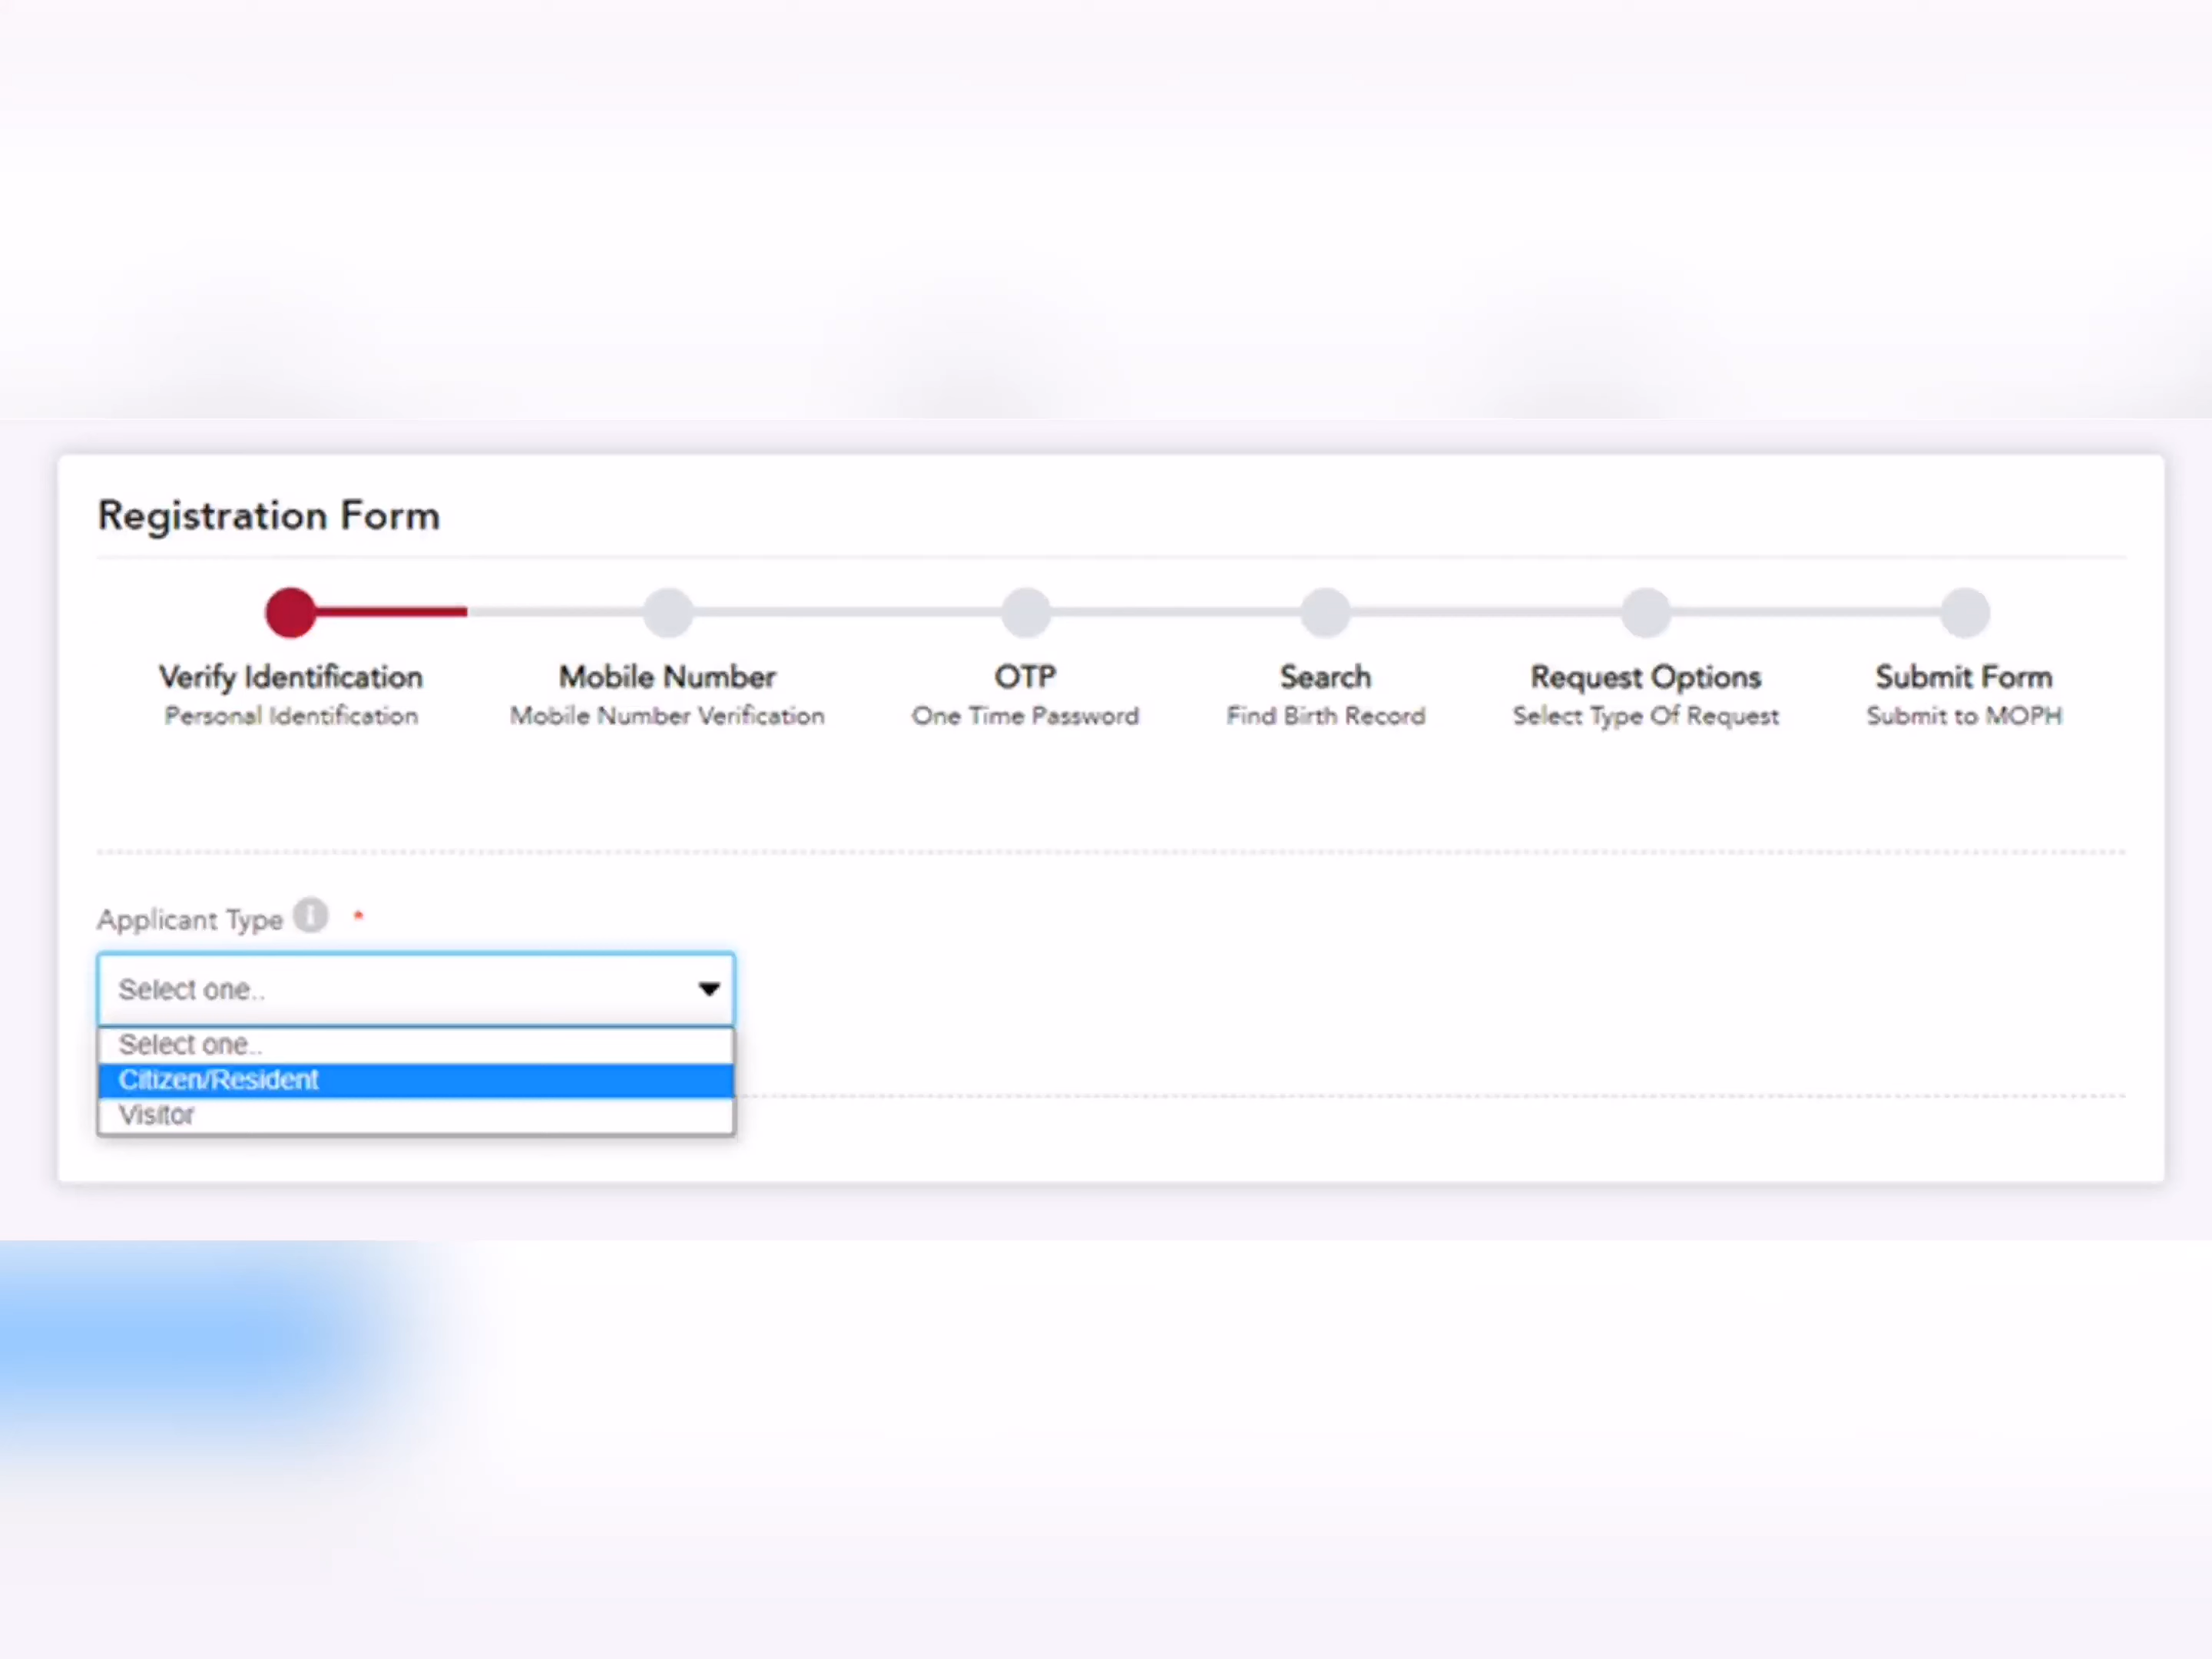 Registration Form
Verify Identification
Personal Identification
Mobile Number
Mobile Number Verification
OTP
One Time Password
Search
Find Birth Record
Request Options
Select Type Of Request
Submit Form
Submit to MOPH
Applicant Type i *
Select one..
Select one..
Citizen/Resident
Visitor